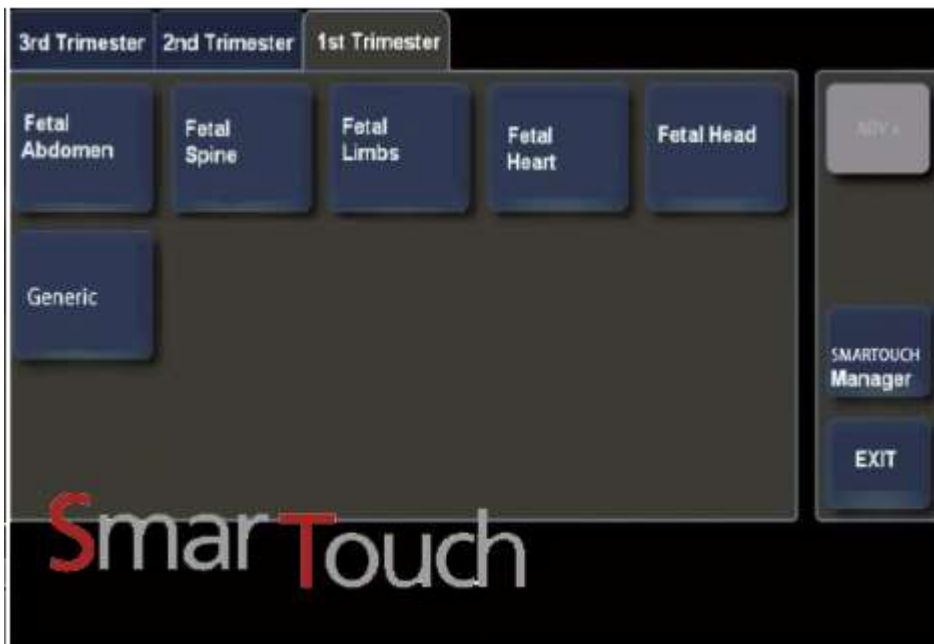 3rd Trimester 2nd Trimester 1st Trimester
Fetal Abdomen
Fetal Spine
Fetal Limbs
Fetal Heart
Fetal Head
Generic
SMARTOUCH
Manager
EXIT
SmarTouch